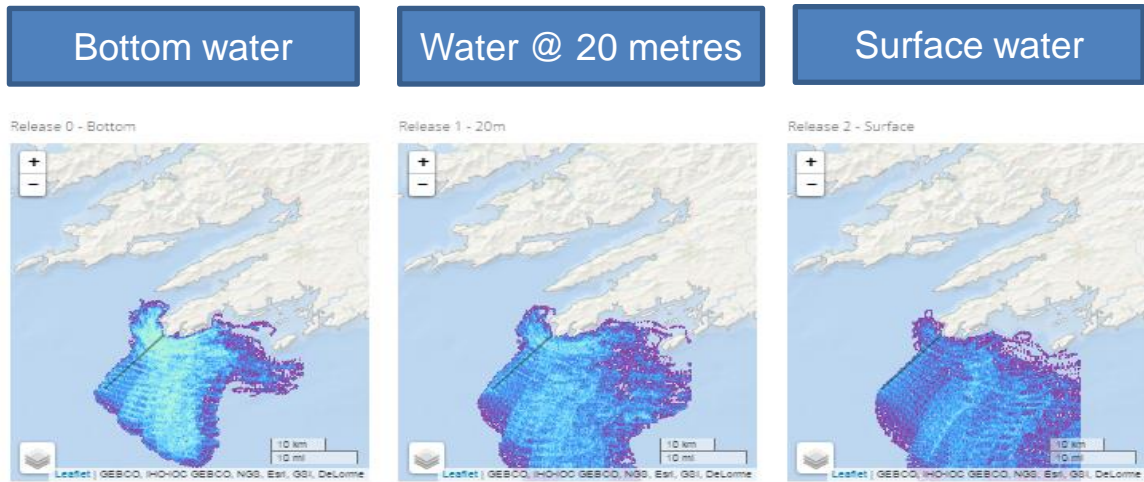 Bottom water
Water @ 20 metres
Surface water
Release 0 - Bottom
Release 1 - 20m
Release 2 - Surface
+
−
10 km
10 mi
Leaflet | GEBCO, IHO-IOC GEBCO, NGS, Esri, GSI, DeLorme
+
−
10 km
10 mi
Leaflet | GEBCO, IHO-IOC GEBCO, NGS, Esri, GSI, DeLorme
+
−
10 km
10 mi
Leaflet | GEBCO, IHO-IOC GEBCO, NGS, Esri, GSI, DeLorme